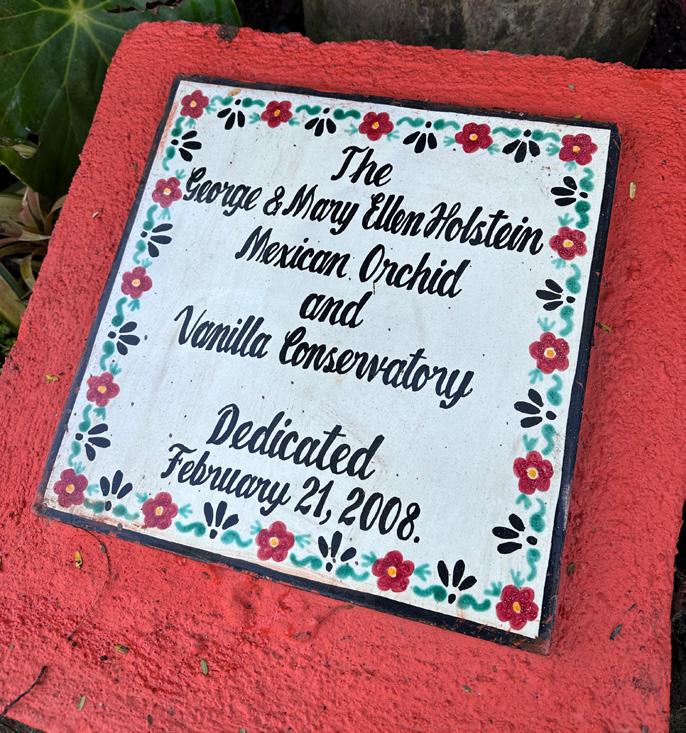 The
George & Mary Ellen Holstein
Mexican Orchid
and
Vanilla Conservatory
Dedicated
February 21, 2008.